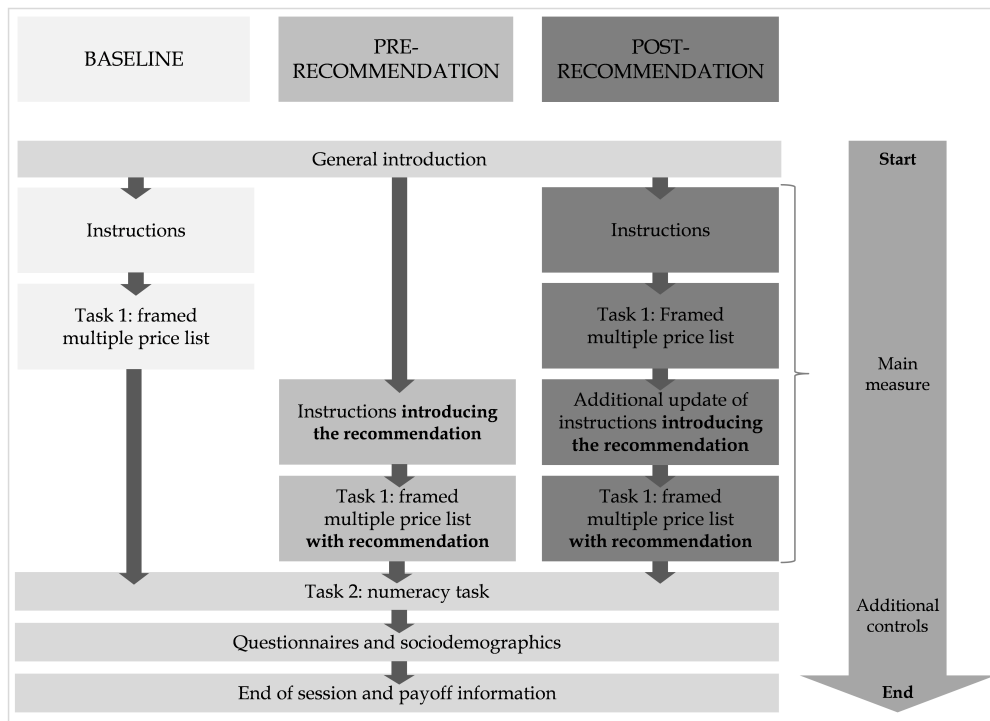 BASELINE
PRE-
RECOMMENDATION
POST-
RECOMMENDATION
General introduction
Start
Instructions
Instructions
Task 1: framed
multiple price list
Task 1: Framed
multiple price list
Main
measure
Instructions introducing
the recommendation
Additional update of
instructions introducing
the recommendation
Task 1: framed
multiple price list
with recommendation
Task 1: framed
multiple price list
with recommendation
Task 2: numeracy task
Additional
controls
Questionnaires and sociodemographics
End of session and payoff information
End